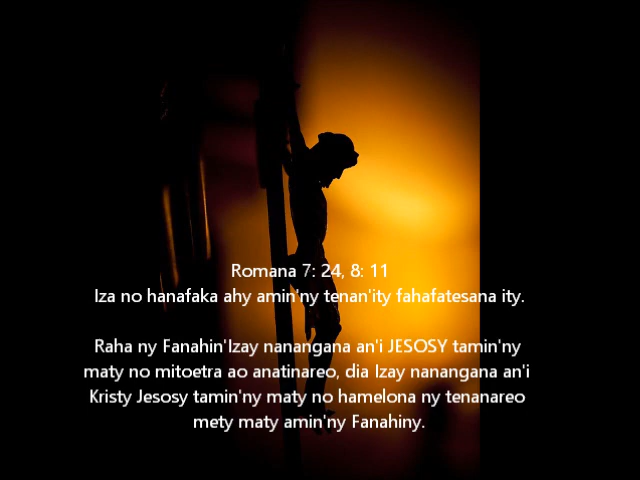 Romana 7: 24, 8: 11
Iza no hanafaka ahy amin'ny tenan'ity fahafatesana ity.
Raha ny Fanahin'Izay nanangana an'i JESOSY tamin'ny
maty no mitoetra ao anatinareo, dia Izay nanangana an'i
Kristy Jesosy tamin'ny maty no hamelona ny tenanareo
mety maty amin'ny Fanahiny.